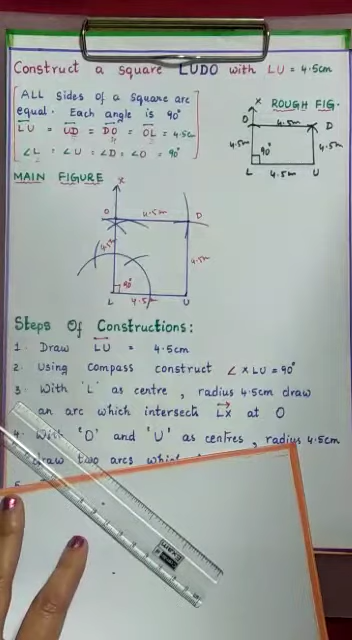 Construct a square LUDO with LU = 4.5cm
ALL sides of a square are
equal. Each angle is 90°
LU = UD = DO = OL = 4.5cm
∠L = ∠U = ∠D = ∠O = 90°
ROUGH FIG.
X
O 4.5cm D
4.5cm 90° 4.5cm
L 4.5cm U
MAIN FIGURE
X
O 4.5cm D
4.5cm 4.5cm
90°
L 4.5cm U
Steps Of Constructions:
1. Draw LU = 4.5cm
2. Using Compass construct ∠XLU = 90°
3. With 'L' as centre, radius 4.5cm draw
an arc which intersects LX at O
4. With 'O' and 'U' as centres, radius 4.5cm
draw two arcs which
5